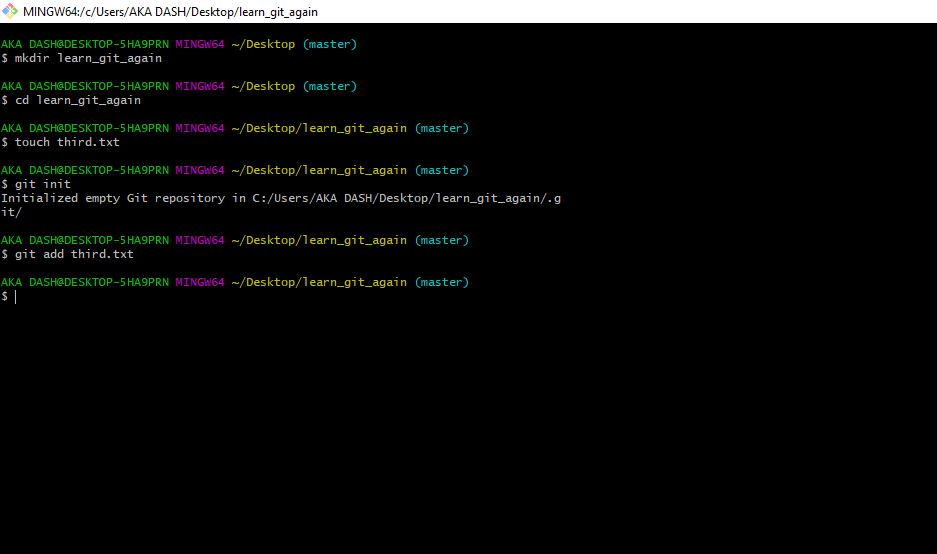 MINGW64:/c/Users/AKA DASH/Desktop/learn_git_again
AKA DASH@DESKTOP-5HA9PRN MINGW64 ~/Desktop (master)
$ mkdir learn_git_again
AKA DASH@DESKTOP-5HA9PRN MINGW64 ~/Desktop (master)
$ cd learn_git_again
AKA DASH@DESKTOP-5HA9PRN MINGW64 ~/Desktop/learn_git_again (master)
$ touch third.txt
AKA DASH@DESKTOP-5HA9PRN MINGW64 ~/Desktop/learn_git_again (master)
$ git init
Initialized empty Git repository in C:/Users/AKA DASH/Desktop/learn_git_again/.g
it/
AKA DASH@DESKTOP-5HA9PRN MINGW64 ~/Desktop/learn_git_again (master)
$ git add third.txt
AKA DASH@DESKTOP-5HA9PRN MINGW64 ~/Desktop/learn_git_again (master)
$